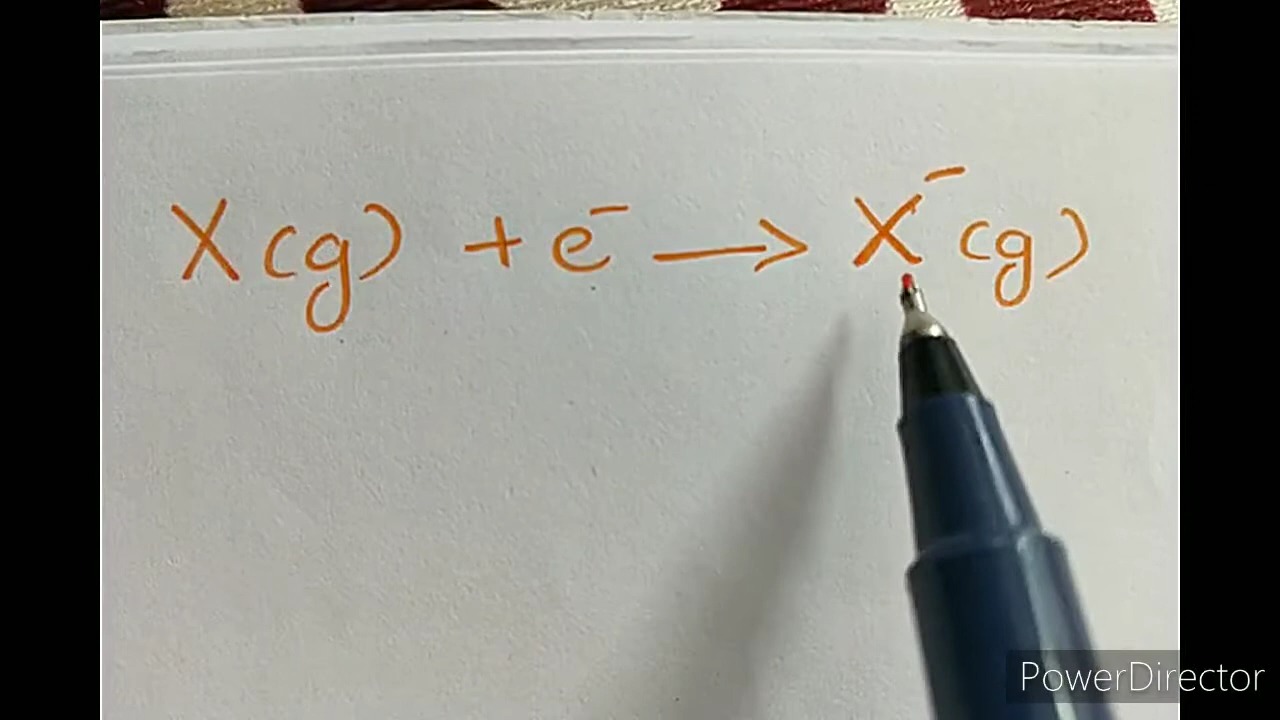 X(g) + e⁻ ⟶ X⁻(g)
PowerDirector